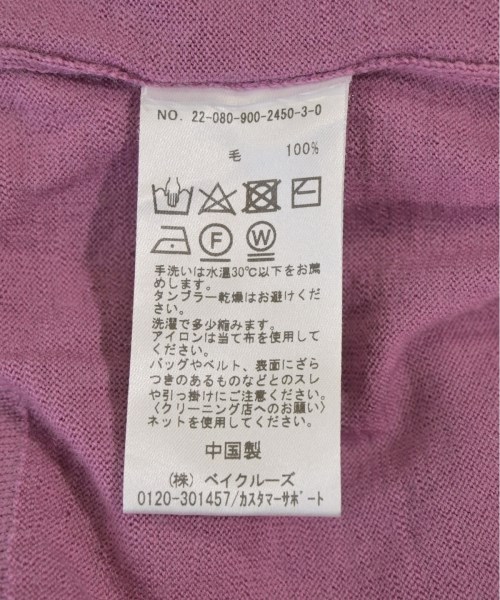 NO. 22-080-900-2450-3-0
毛 100%
F W
手洗いは水温30℃以下をお薦
めします。
タンブラー乾燥はお避けくださ
い。
洗濯で多少縮みます。
アイロンは当て布を使用してく
ださい。
バッグやベルト、表面にざら
つきのあるものなどとのスレ
や引っ掛けにご注意ください。
〈クリーニング店へのお願い〉
ネットを使用してください。
中国製
(株) ベイクルーズ
0120-301457/カスタマーサポート